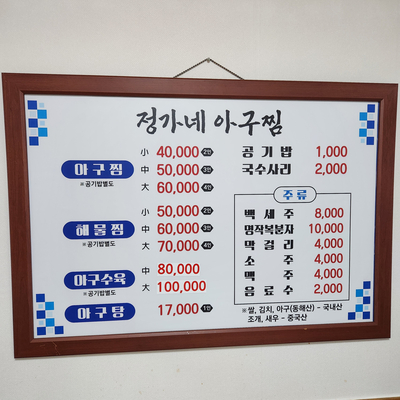 정가네 아구찜
아구찜
※공기밥별도
小 40,000 2인
中 50,000 3인
大 60,000 4인
해물찜
小 50,000 2인
中 60,000 3인
大 70,000 4인
아구수육
※공기밥별도
中 80,000
大 100,000
아구탕 17,000 1인
공기밥 1,000
국수사리 2,000
주류
백세주 8,000
명작복분자 10,000
막걸리 4,000
소주 4,000
맥주 4,000
음료수 2,000
※쌀, 김치, 아구(동해산) - 국내산
조개, 새우 - 중국산